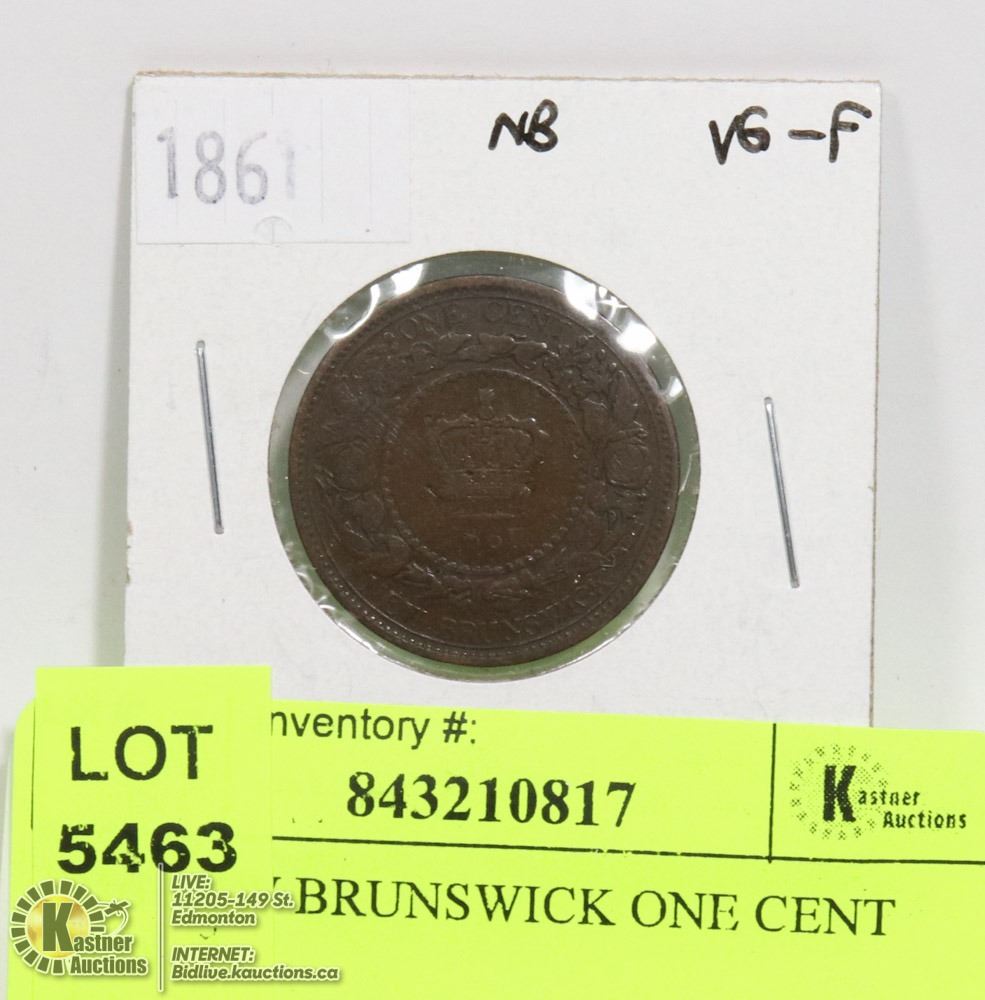 1861
NB VG-F
ONE CENT
BRUNSW
LOT
5463
nventory #:
843210817
Kastner
Auctions
BRUNSWICK ONE CENT
LIVE:
11205-149 St.
Edmonton
INTERNET:
Bidlive.kauctions.ca
Kastner
Auctions